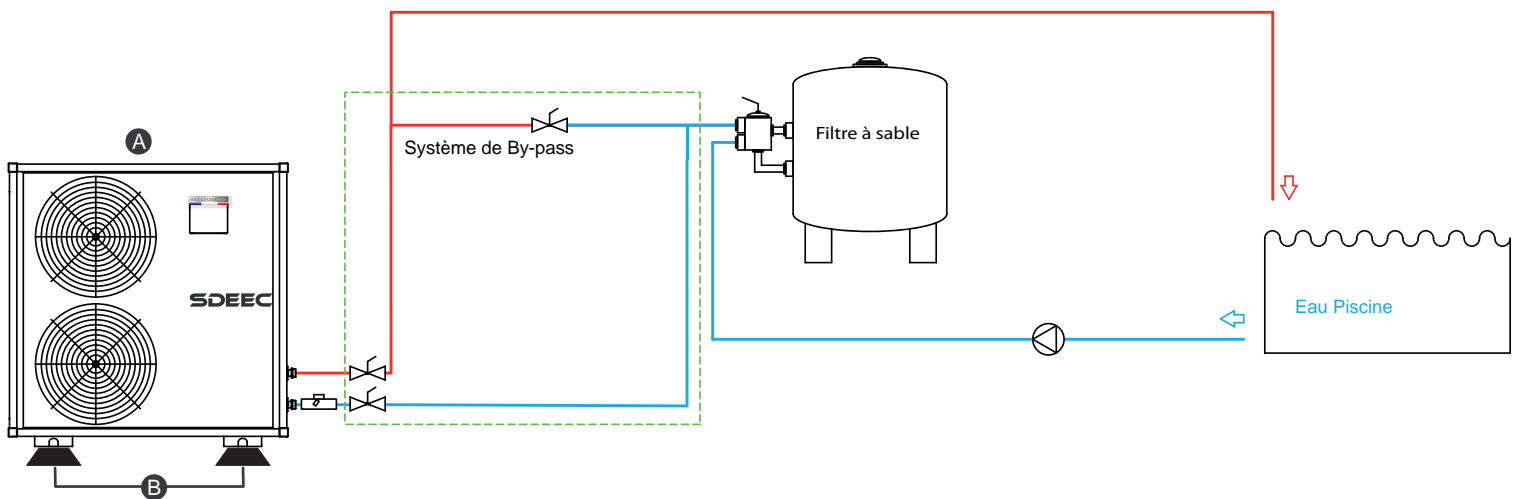 A
Système de By-pass
Filtre à sable
SDEEC
Eau Piscine
B